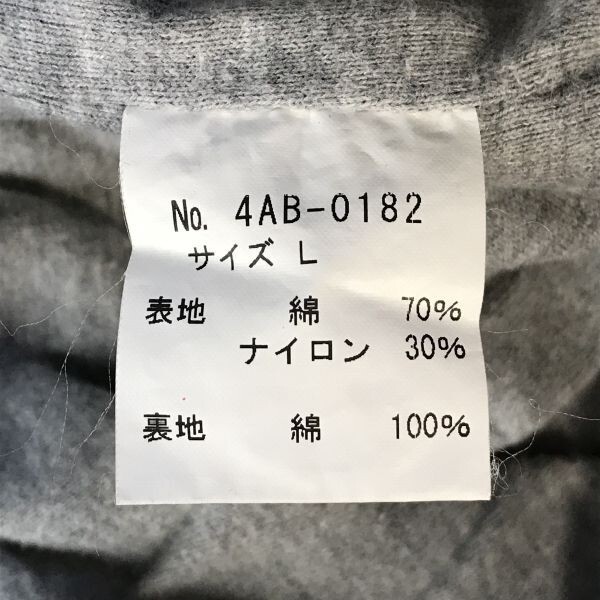 No. 4AB-0182
サイズ L
表地 綿 70%
ナイロン 30%
裏地 綿 100%